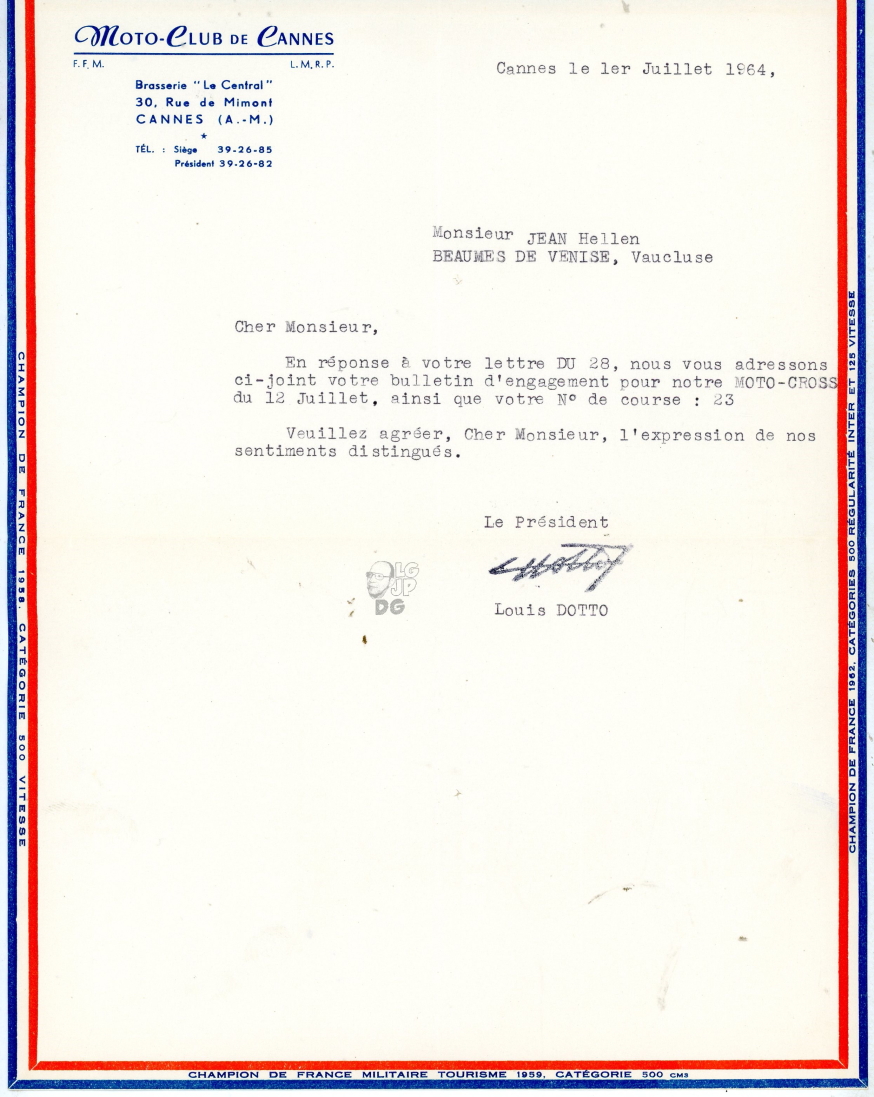 Moto-Club de Cannes
F.F.M. L.M.R.P.
Brasserie "Le Central"
30, Rue de Mimont
CANNES (A.-M.)
TÉL. : Siège 39-26-85
Président 39-26-82
Cannes le 1er Juillet 1964,
Monsieur JEAN Hellen
BEAUMES DE VENISE, Vaucluse
Cher Monsieur,
En réponse à votre lettre DU 28, nous vous adressons
ci-joint votre bulletin d'engagement pour notre MOTO-CROSS
du 12 Juillet, ainsi que votre N° de course : 23
Veuillez agréer, Cher Monsieur, l'expression de nos
sentiments distingués.
Le Président
LG
JP
DG
Louis DOTTO
CHAMPION DE FRANCE 1958. CATÉGORIE 500 VITESSE
CHAMPION DE FRANCE MILITAIRE TOURISME 1959. CATÉGORIE 500 CM3
CHAMPION DE FRANCE 1962. CATÉGORIES 500 RÉGULARITÉ INTER ET 125 VITESSE